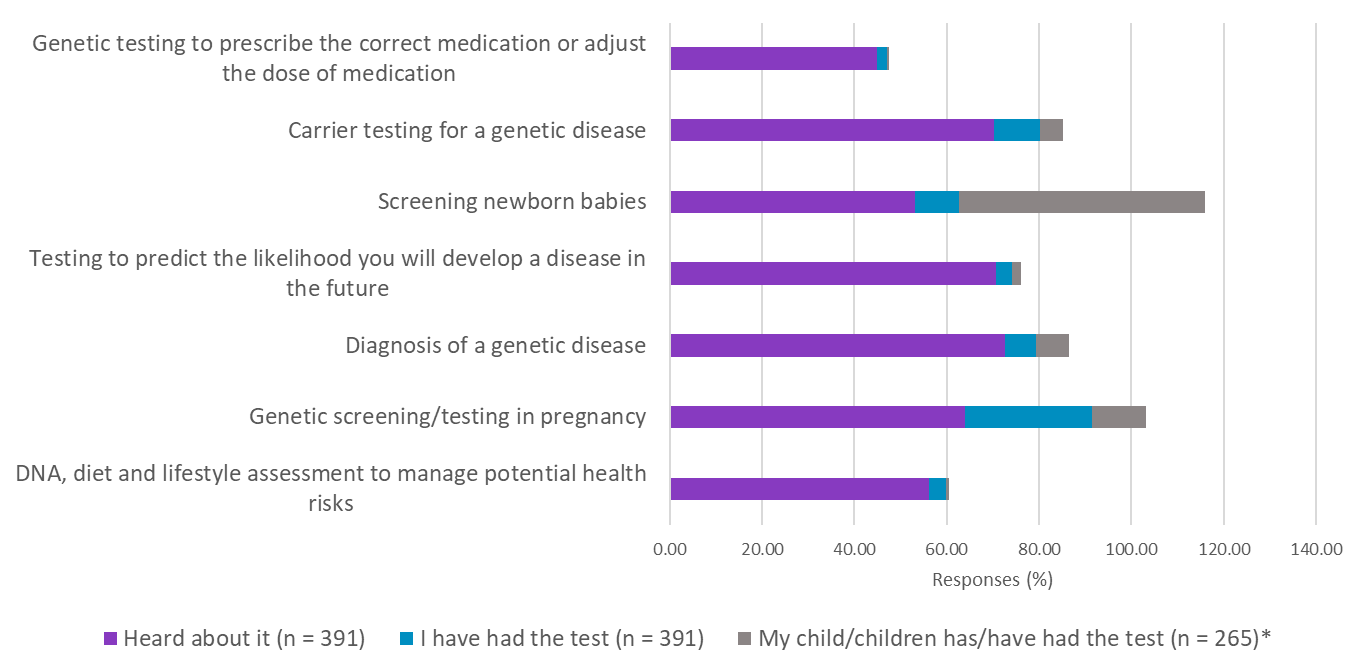 Genetic testing to prescribe the correct medication or adjust
the dose of medication
Carrier testing for a genetic disease
Screening newborn babies
Testing to predict the likelihood you will develop a disease in
the future
Diagnosis of a genetic disease
Genetic screening/testing in pregnancy
DNA, diet and lifestyle assessment to manage potential health
risks
0.00 20.00 40.00 60.00 80.00 100.00 120.00 140.00
Responses (%)
Heard about it (n = 391) I have had the test (n = 391) My child/children has/have had the test (n = 265)*